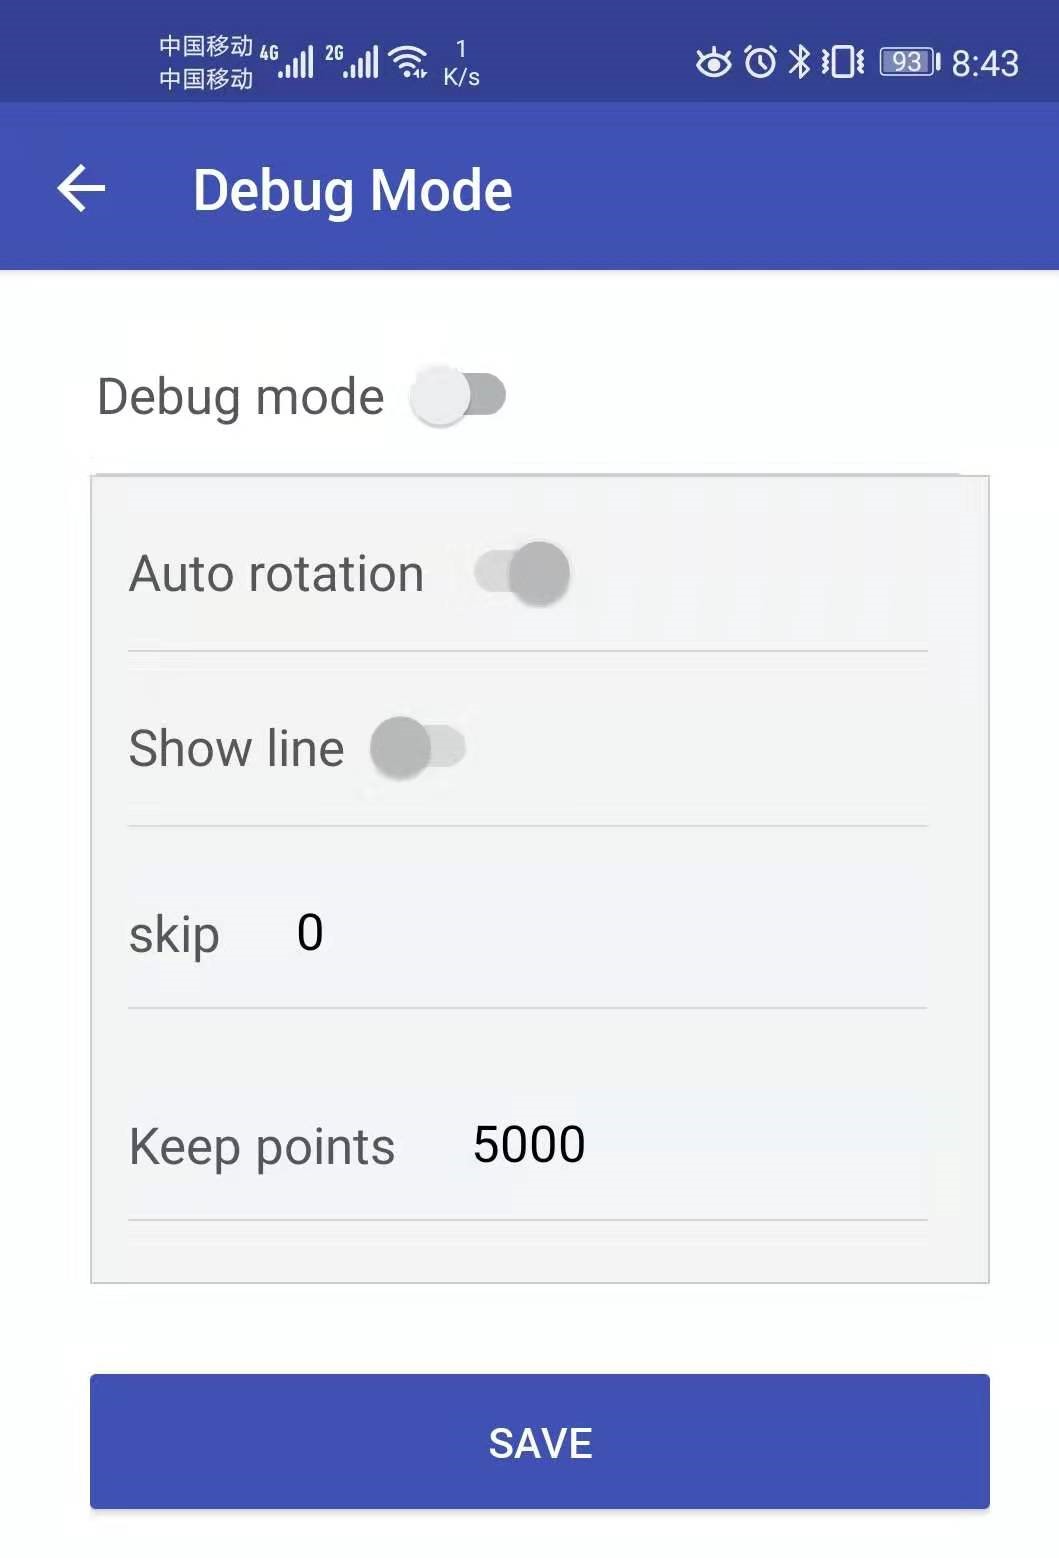 中国移动 4G 2G 1
中国移动 K/s 93 8:43
Debug Mode
Debug mode
Auto rotation
Show line
skip 0
Keep points 5000
SAVE